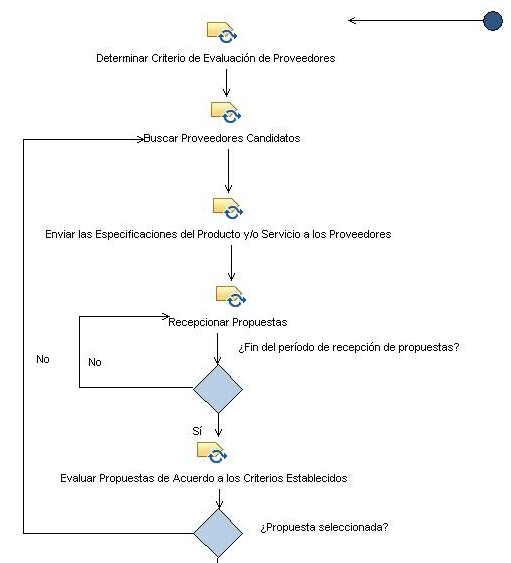 Determinar Criterio de Evaluación de Proveedores
Buscar Proveedores Candidatos
Enviar las Especificaciones del Producto y/o Servicio a los Proveedores
Recepcionar Propuestas
¿Fin del período de recepción de propuestas?
No
No
Sí
Evaluar Propuestas de Acuerdo a los Criterios Establecidos
¿Propuesta seleccionada?